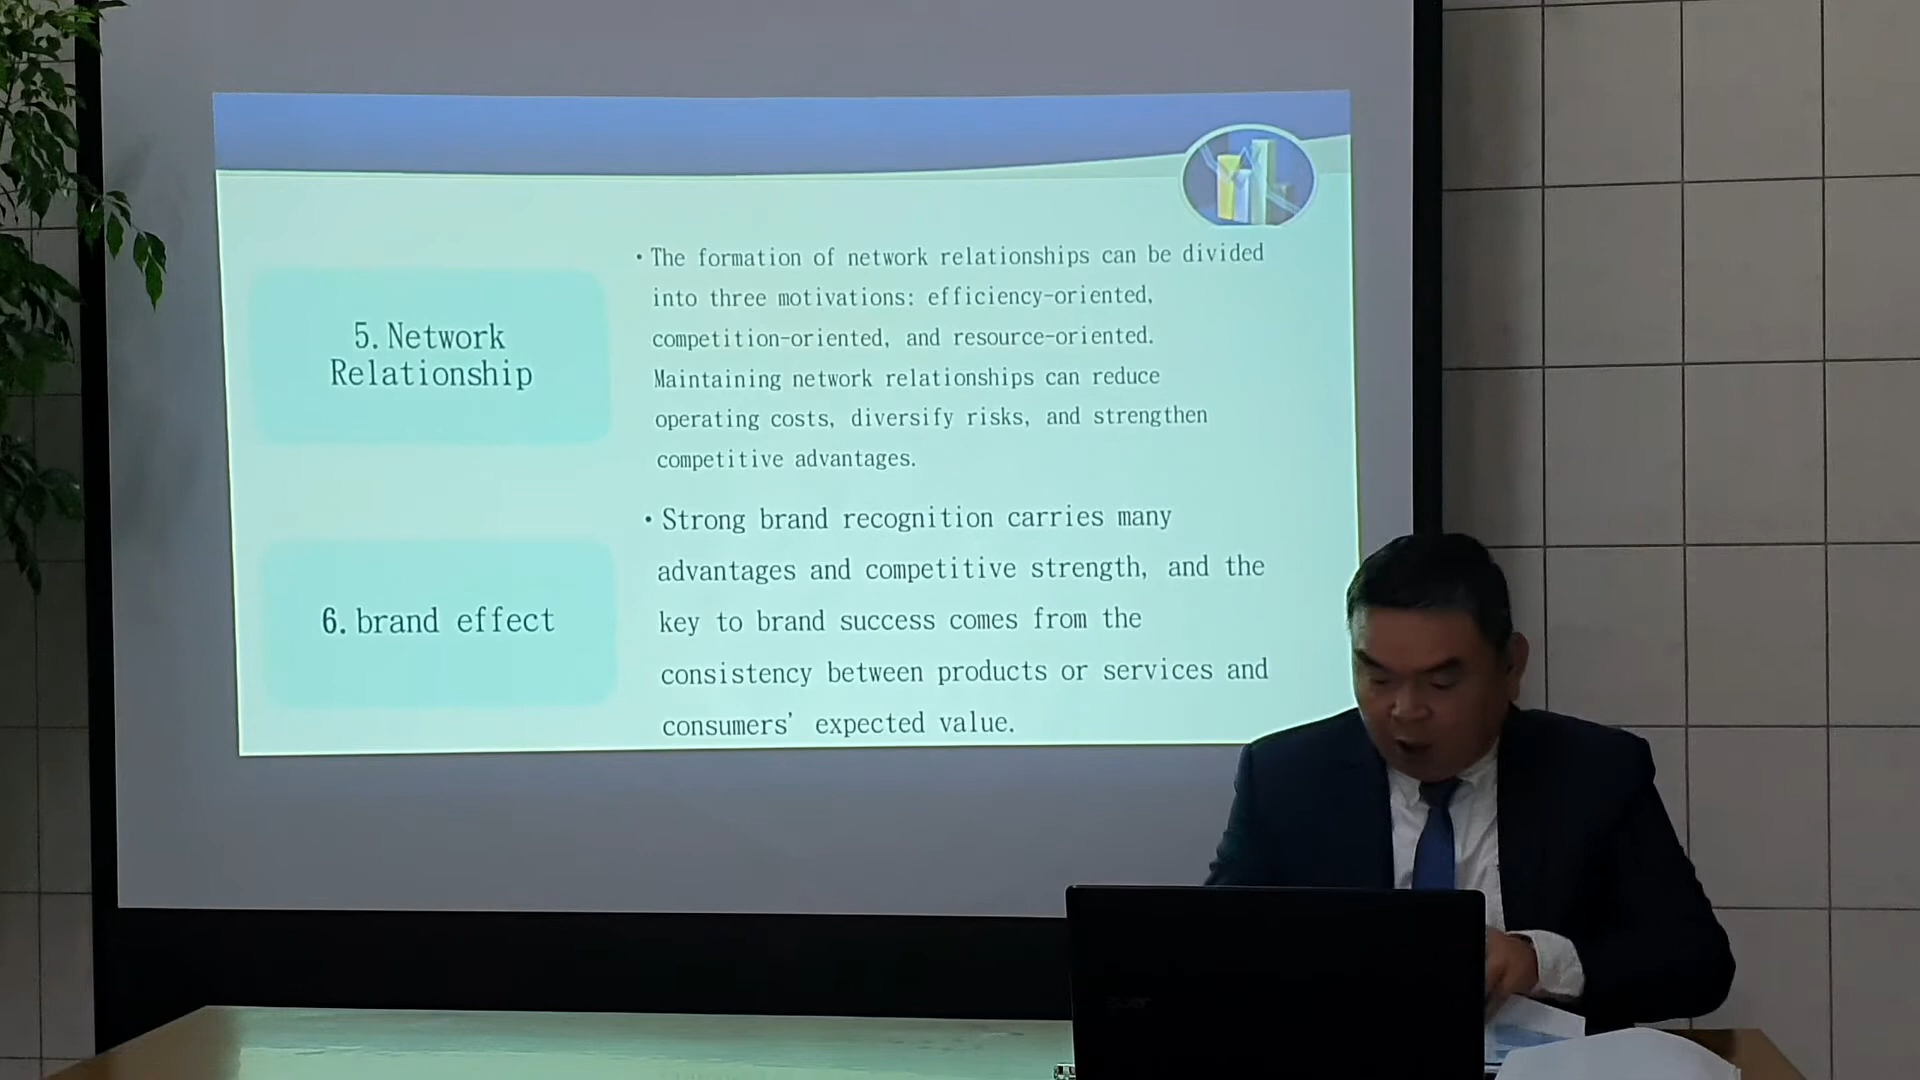 5. Network
Relationship
• The formation of network relationships can be divided
into three motivations: efficiency-oriented,
competition-oriented, and resource-oriented.
Maintaining network relationships can reduce
operating costs, diversify risks, and strengthen
competitive advantages.
6. brand effect
• Strong brand recognition carries many
advantages and competitive strength, and the
key to brand success comes from the
consistency between products or services and
consumers’ expected value.
acer